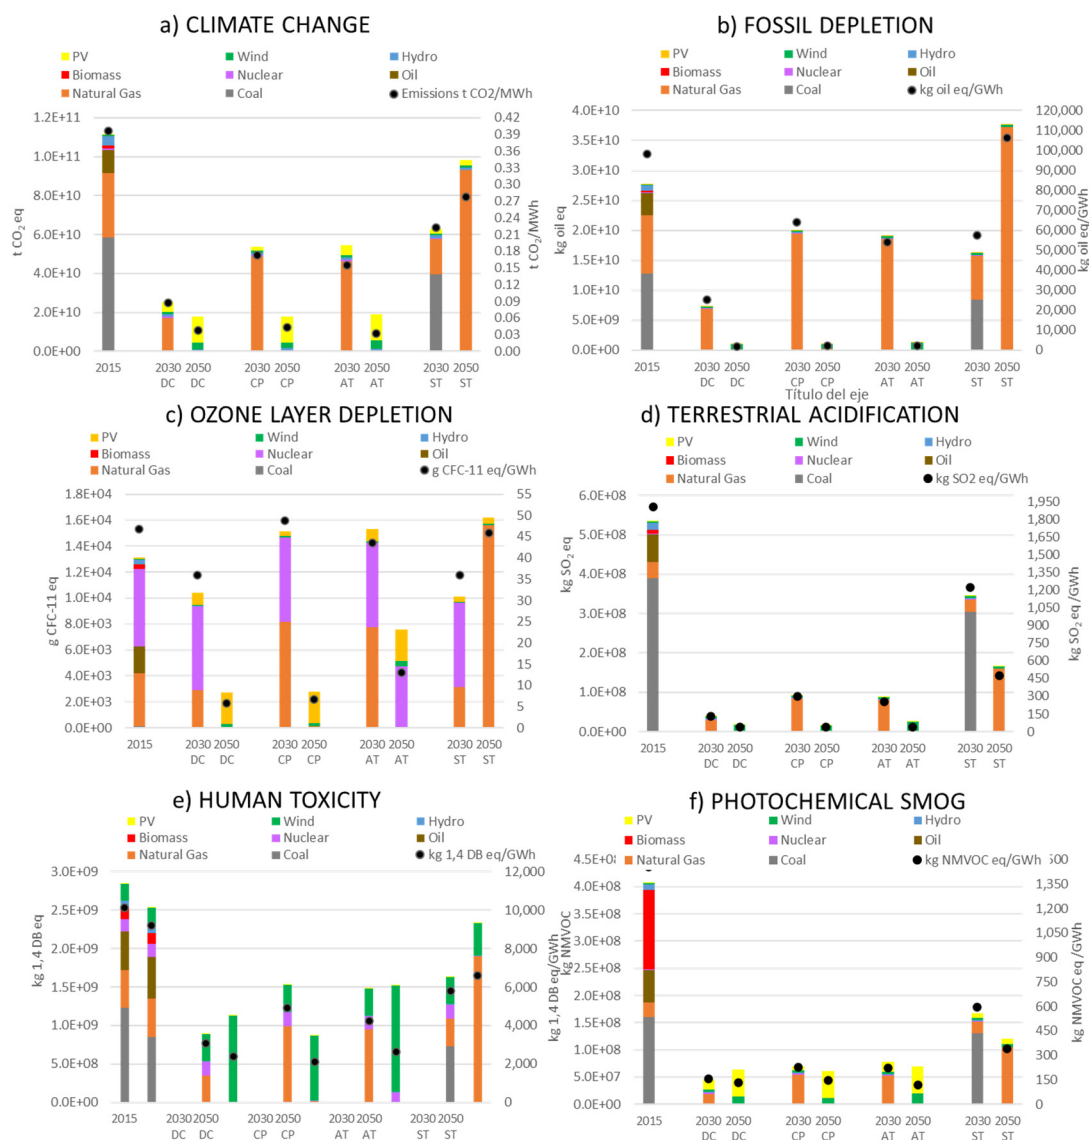 a) CLIMATE CHANGE
PV
Wind
Hydro
Biomass
Nuclear
Oil
Natural Gas
Coal
Emissions t CO2/MWh
t CO₂ eq
1.2E+11
1.0E+11
8.0E+10
6.0E+10
4.0E+10
2.0E+10
0.0E+00
0.42
0.39
0.36
0.33
0.30
0.27
0.24
0.21
0.18
0.15
0.12
0.09
0.06
0.03
0.00
t CO₂/MWh
2015 2030 2050 2030 2050 2030 2050 2030 2050
DC DC CP CP AT AT ST ST
b) FOSSIL DEPLETION
PV
Wind
Hydro
Biomass
Nuclear
Oil
Natural Gas
Coal
kg oil eq/GWh
kg oil eq
4.0E+10
3.5E+10
3.0E+10
2.5E+10
2.0E+10
1.5E+10
1.0E+10
5.0E+09
0.0E+00
120,000
110,000
100,000
90,000
80,000
70,000
60,000
50,000
40,000
30,000
20,000
10,000
0
kg oil eq/GWh
2015 2030 2050 2030 2050 2030 2050 2030 2050
DC DC CP CP AT AT ST ST
Título del eje
c) OZONE LAYER DEPLETION
PV
Wind
Hydro
Biomass
Nuclear
Oil
Natural Gas
Coal
g CFC-11 eq/GWh
g CFC-11 eq
1.8E+04
1.6E+04
1.4E+04
1.2E+04
1.0E+04
8.0E+03
6.0E+03
4.0E+03
2.0E+03
0.0E+00
55
50
45
40
35
30
25
20
15
10
5
0
2015 2030 2050 2030 2050 2030 2050 2030 2050
DC DC CP CP AT AT ST ST
d) TERRESTRIAL ACIDIFICATION
PV
Wind
Hydro
Biomass
Nuclear
Oil
Natural Gas
Coal
kg SO2 eq/GWh
kg SO₂ eq
6.0E+08
5.0E+08
4.0E+08
3.0E+08
2.0E+08
1.0E+08
0.0E+00
1,950
1,800
1,650
1,500
1,350
1,200
1,050
900
750
600
450
300
150
0
kg SO₂ eq /GWh
2015 2030 2050 2030 2050 2030 2050 2030 2050
DC DC CP CP AT AT ST ST
e) HUMAN TOXICITY
PV
Wind
Hydro
Biomass
Nuclear
Oil
Natural Gas
Coal
kg 1,4 DB eq/GWh
kg 1,4 DB eq
3.0E+09
2.5E+09
2.0E+09
1.5E+09
1.0E+09
5.0E+08
0.0E+00
12,000
10,000
8,000
6,000
4,000
2,000
0
kg 1,4 DB eq/GWh
2015 2030 2050 2030 2050 2030 2050 2030 2050
DC DC CP CP AT AT ST ST
f) PHOTOCHEMICAL SMOG
PV
Wind
Hydro
Biomass
Nuclear
Oil
Natural Gas
Coal
kg NMVOC eq/GWh
kg NMVOC
4.0E+08
3.5E+08
3.0E+08
2.5E+08
2.0E+08
1.5E+08
1.0E+08
5.0E+07
0.0E+00
1,350
1,200
1,050
900
750
600
450
300
150
0
kg NMVOC eq /GWh
2015 2030 2050 2030 2050 2030 2050 2030 2050
DC DC CP CP AT AT ST ST